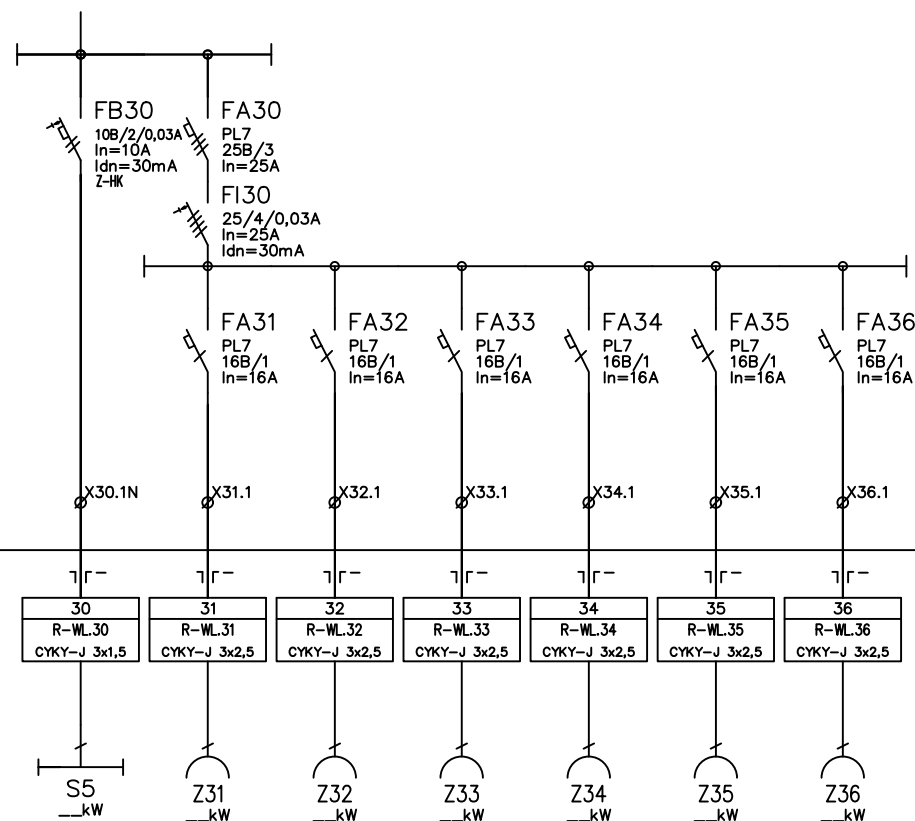 FB30
10B/2/0,03A
In=10A
Idn=30mA
Z-HK
FA30
PL7
25B/3
In=25A
FI30
25/4/0,03A
In=25A
Idn=30mA
FA31
PL7
16B/1
In=16A
FA32
PL7
16B/1
In=16A
FA33
PL7
16B/1
In=16A
FA34
PL7
16B/1
In=16A
FA35
PL7
16B/1
In=16A
FA36
PL7
16B/1
In=16A
X30.1N
X31.1
X32.1
X33.1
X34.1
X35.1
X36.1
30
R-WL.30
CYKY-J 3x1,5
31
R-WL.31
CYKY-J 3x2,5
32
R-WL.32
CYKY-J 3x2,5
33
R-WL.33
CYKY-J 3x2,5
34
R-WL.34
CYKY-J 3x2,5
35
R-WL.35
CYKY-J 3x2,5
36
R-WL.36
CYKY-J 3x2,5
S5
__kW
Z31
__kW
Z32
__kW
Z33
__kW
Z34
__kW
Z35
__kW
Z36
__kW